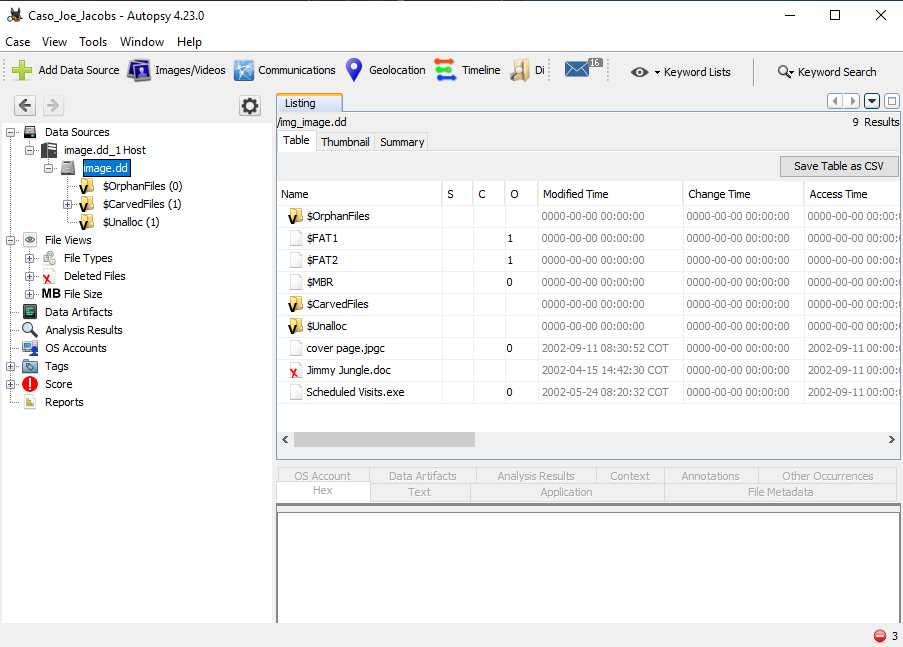 Caso_Joe_Jacobs - Autopsy 4.23.0
Case View Tools Window Help
Add Data Source Images/Videos Communications Geolocation Timeline Di 16 Keyword Lists Keyword Search
Data Sources
image.dd_1 Host
image.dd
$OrphanFiles (0)
$CarvedFiles (1)
$Unalloc (1)
File Views
File Types
Deleted Files
MB File Size
Data Artifacts
Analysis Results
OS Accounts
Tags
Score
Reports
Listing
/img_image.dd 9 Results
Table Thumbnail Summary
Save Table as CSV
Name S C O Modified Time Change Time Access Time
$OrphanFiles 0000-00-00 00:00:00 0000-00-00 00:00:00 0000-00-00 00:00:
$FAT1 1 0000-00-00 00:00:00 0000-00-00 00:00:00 0000-00-00 00:00:
$FAT2 1 0000-00-00 00:00:00 0000-00-00 00:00:00 0000-00-00 00:00:
$MBR 0 0000-00-00 00:00:00 0000-00-00 00:00:00 0000-00-00 00:00:
$CarvedFiles 0000-00-00 00:00:00 0000-00-00 00:00:00 0000-00-00 00:00:
$Unalloc 0000-00-00 00:00:00 0000-00-00 00:00:00 0000-00-00 00:00:
cover page.jpgc 0 2002-09-11 08:30:52 COT 0000-00-00 00:00:00 2002-09-11 00:00:
Jimmy Jungle.doc 2002-04-15 14:42:30 COT 0000-00-00 00:00:00 2002-09-11 00:00:
Scheduled Visits.exe 0 2002-05-24 08:20:32 COT 0000-00-00 00:00:00 2002-09-11 00:00:
OS Account Data Artifacts Analysis Results Context Annotations Other Occurrences
Hex Text Application File Metadata
3